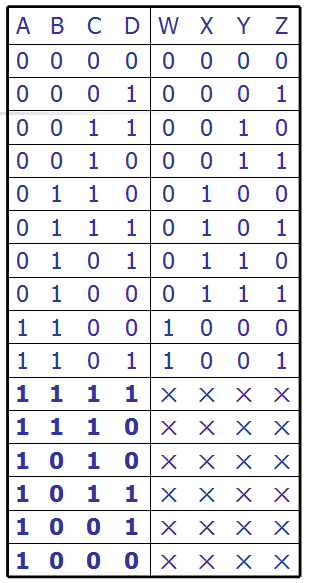 A B C D W X Y Z
0 0 0 0 0 0 0 0
0 0 0 1 0 0 0 1
0 0 1 1 0 0 1 0
0 0 1 0 0 0 1 1
0 1 1 0 0 1 0 0
0 1 1 1 0 1 0 1
0 1 0 1 0 1 1 0
0 1 0 0 0 1 1 1
1 1 0 0 1 0 0 0
1 1 0 1 1 0 0 1
1 1 1 1 × × × ×
1 1 1 0 × × × ×
1 0 1 0 × × × ×
1 0 1 1 × × × ×
1 0 0 1 × × × ×
1 0 0 0 × × × ×